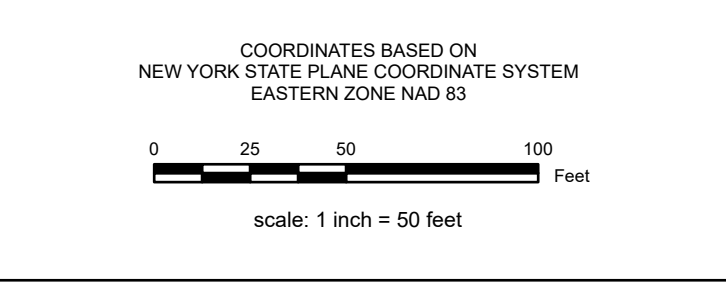 COORDINATES BASED ON
NEW YORK STATE PLANE COORDINATE SYSTEM
EASTERN ZONE NAD 83
0 25 50 100
Feet
scale: 1 inch = 50 feet